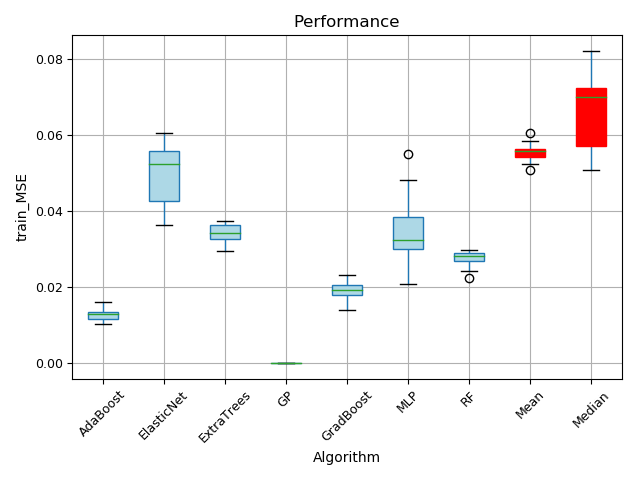 Performance
train_MSE
0.08
0.06
0.04
0.02
0.00
AdaBoost
ElasticNet
ExtraTrees
GP
GradBoost
MLP
RF
Mean
Median
Algorithm